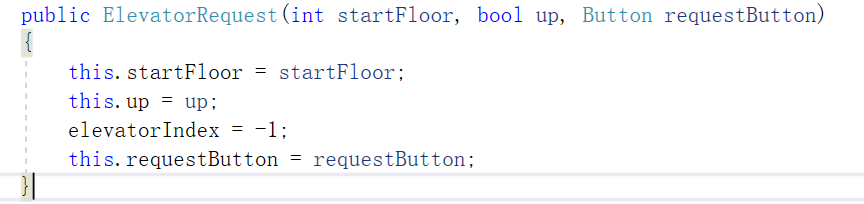 public ElevatorRequest(int startFloor, bool up, Button requestButton)
{
this.startFloor = startFloor;
this.up = up;
elevatorIndex = -1;
this.requestButton = requestButton;
}